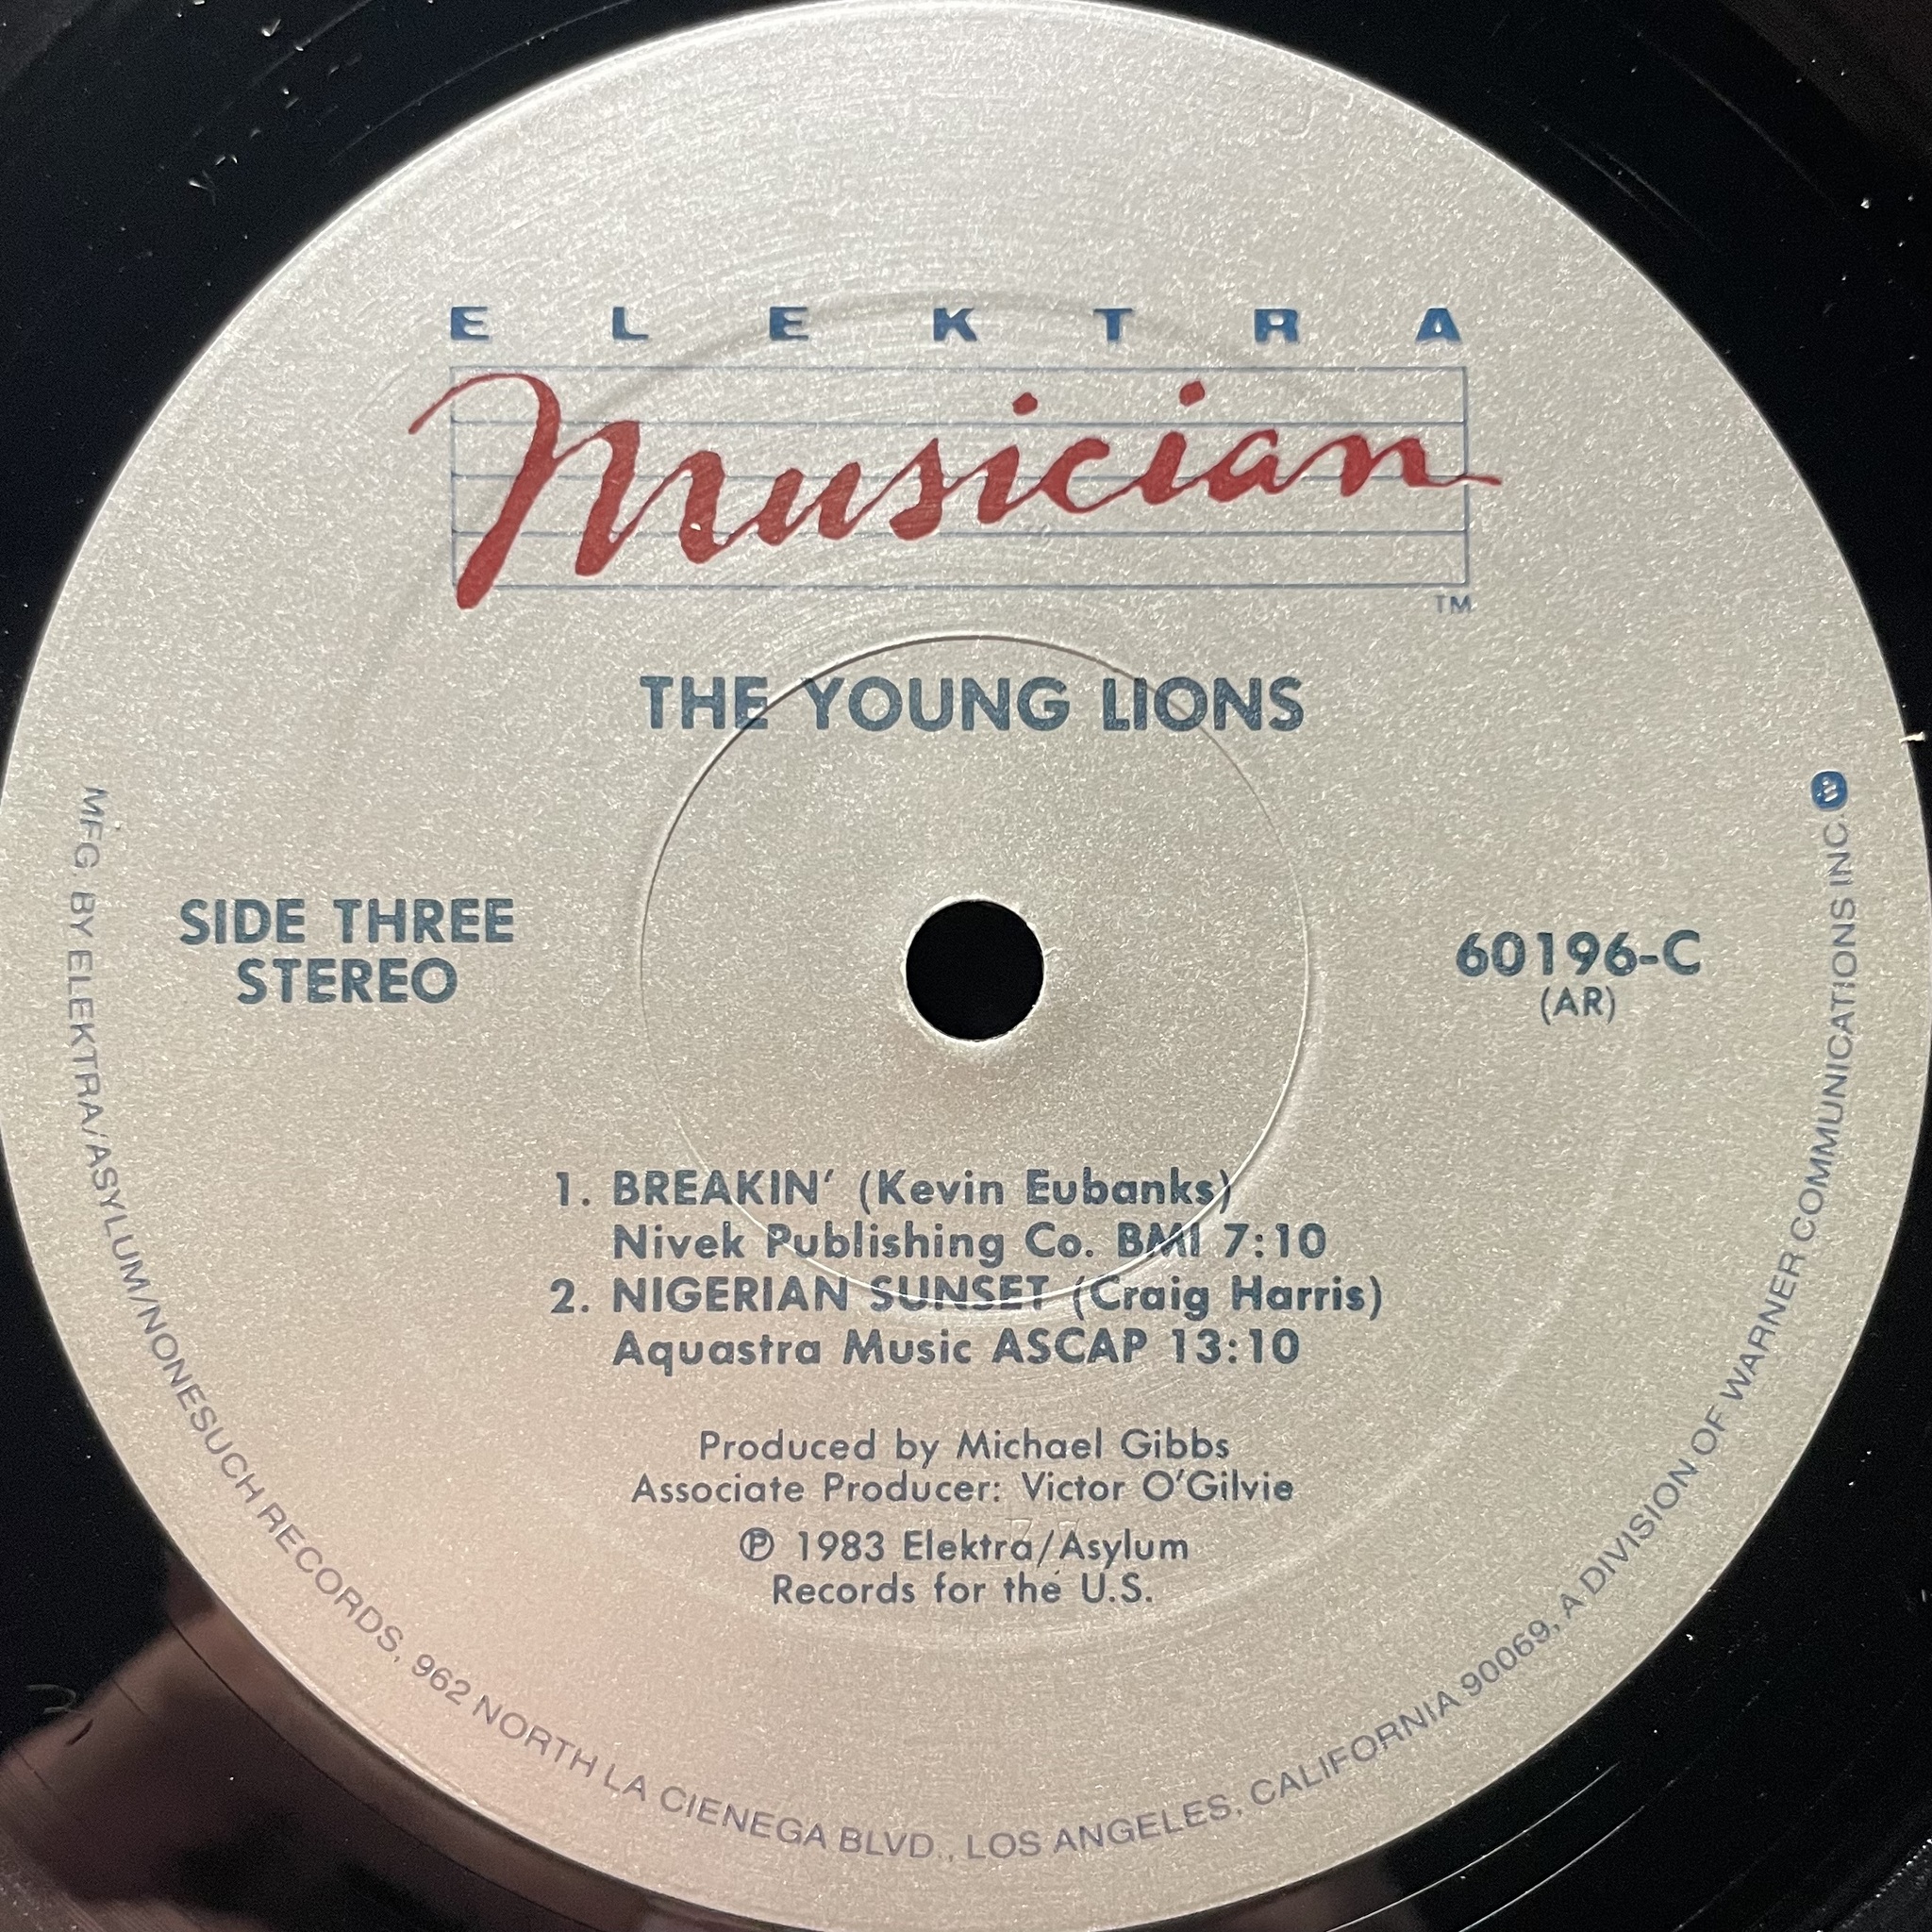 ELEKTRA
Musician
TM
THE YOUNG LIONS
SIDE THREE
STEREO
60196-C
(AR)
1. BREAKIN' (Kevin Eubanks)
Nivek Publishing Co. BMI 7:10
2. NIGERIAN SUNSET (Craig Harris)
Aquastra Music ASCAP 13:10
Produced by Michael Gibbs
Associate Producer: Victor O'Gilvie
℗ 1983 Elektra/Asylum
Records for the U.S.
MFG. BY ELEKTRA/ASYLUM/NONESUCH RECORDS, 962 NORTH LA CIENEGA BLVD., LOS ANGELES, CALIFORNIA 90069, A DIVISION OF WARNER COMMUNICATIONS INC.